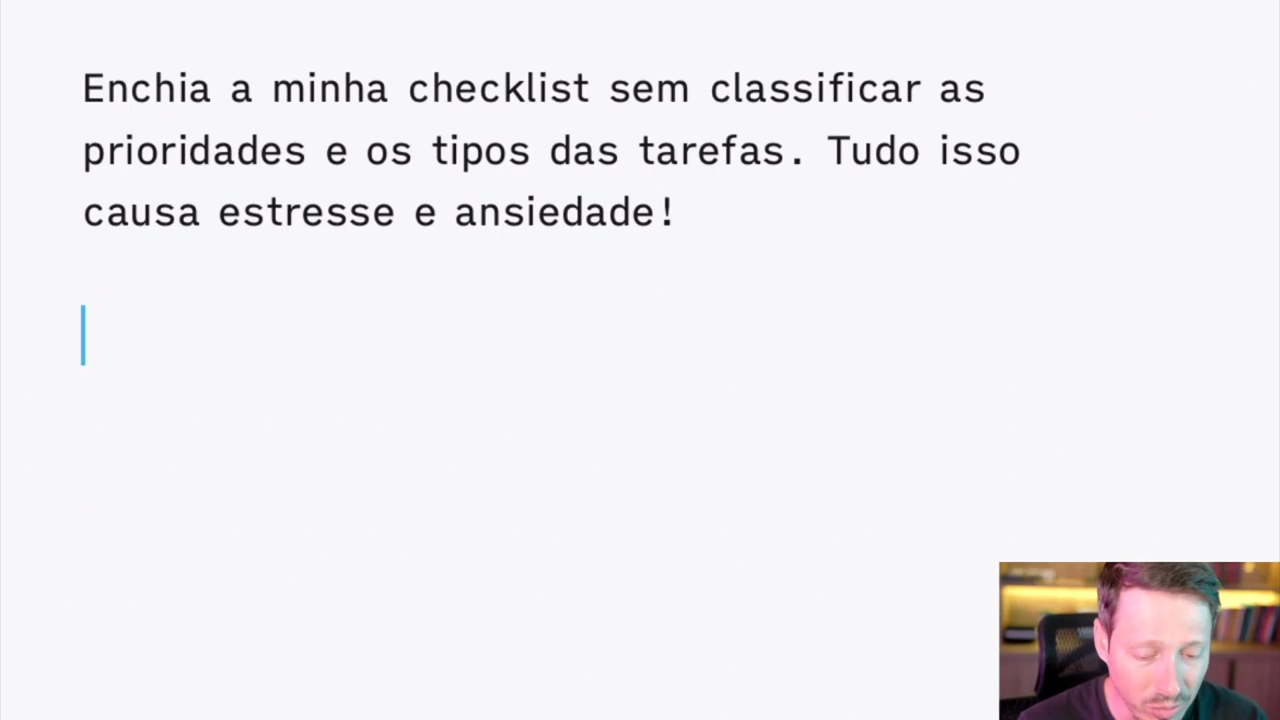 Enchia a minha checklist sem classificar as
prioridades e os tipos das tarefas. Tudo isso
causa estresse e ansiedade!